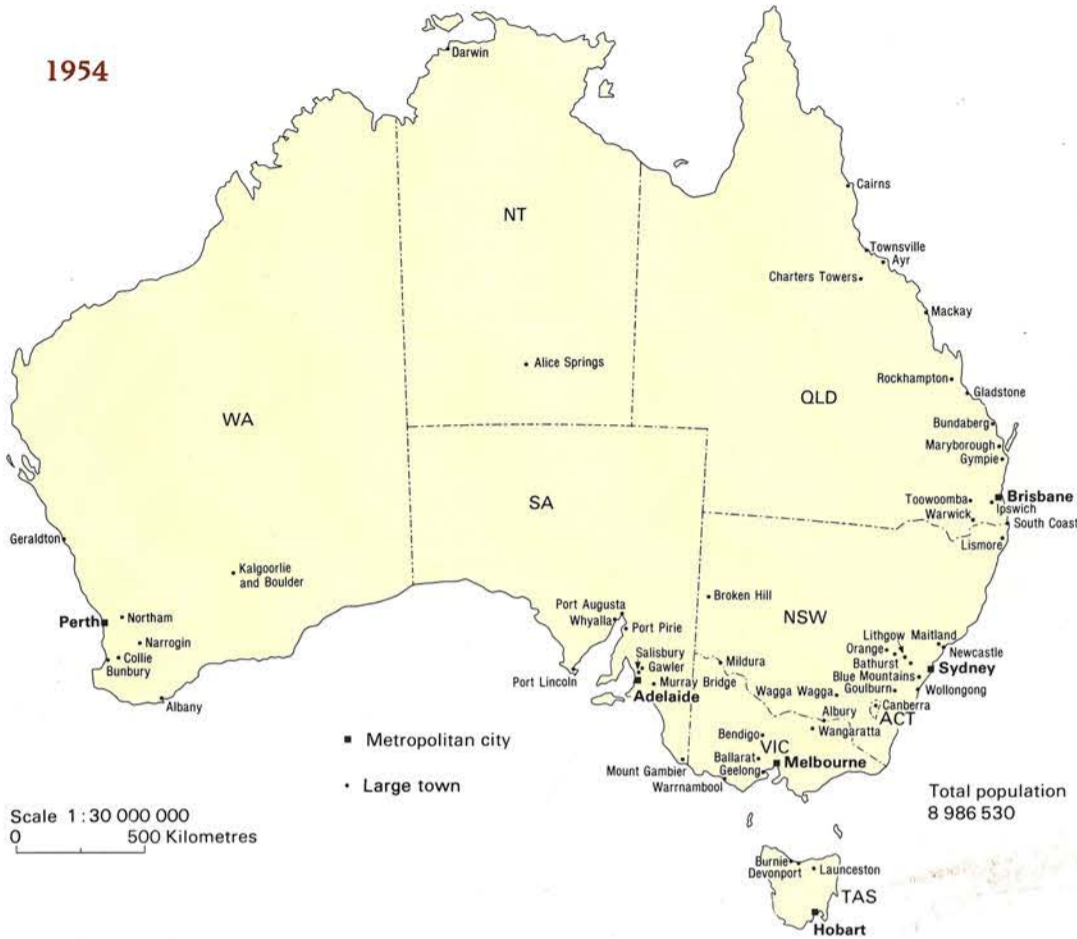 1954
Darwin
NT
Cairns
Townsville
Ayr
Charters Towers
Mackay
Alice Springs
Rockhampton
Gladstone
QLD
WA
Bundaberg
Maryborough
Gympie
SA
Toowoomba
Brisbane
Ipswich
Warwick
South Coast
Geraldton
Lismore
Kalgoorlie
and Boulder
Broken Hill
NSW
Perth
Northam
Port Augusta
Whyalla
Port Pirie
Narrogin
Collie
Bunbury
Lithgow
Maitland
Newcastle
Orange
Bathurst
Sydney
Salisbury
Gawler
Mildura
Blue Mountains
Port Lincoln
Murray Bridge
Adelaide
Wagga Wagga
Goulburn
Wollongong
Albany
Canberra
Albury
ACT
Wangaratta
Bendigo
VIC
Metropolitan city
Ballarat
Melbourne
Mount Gambier
Geelong
Warrnambool
Large town
Total population
8 986 530
Scale 1:30 000 000
0 500 Kilometres
Burnie
Devonport
Launceston
TAS
Hobart